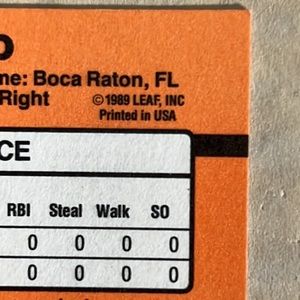 ne: Boca Raton, FL
Right ©1989 LEAF, INC
Printed in USA
CE
RBI Steal Walk SO
0 0 0 0
0 0 0 0